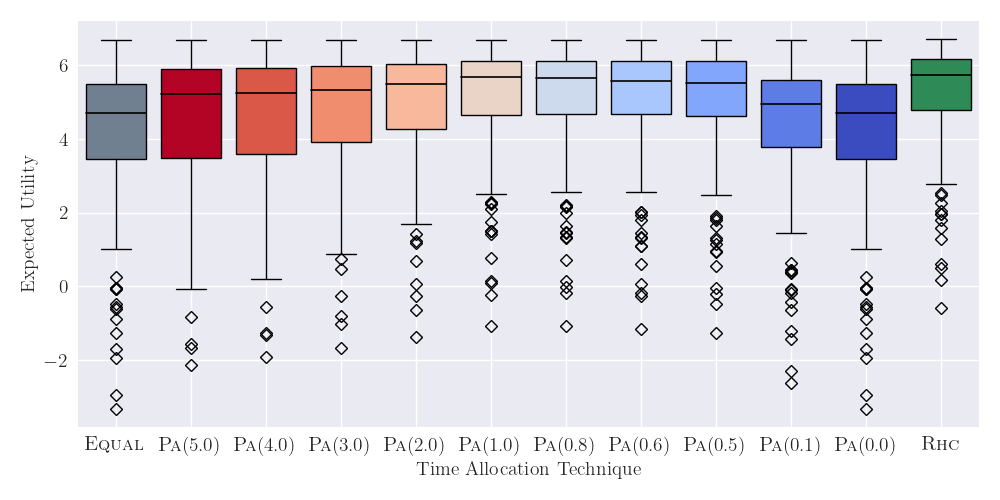 Expected Utility
6
4
2
0
−2
EQUAL PA(5.0) PA(4.0) PA(3.0) PA(2.0) PA(1.0) PA(0.8) PA(0.6) PA(0.5) PA(0.1) PA(0.0) RHC
Time Allocation Technique